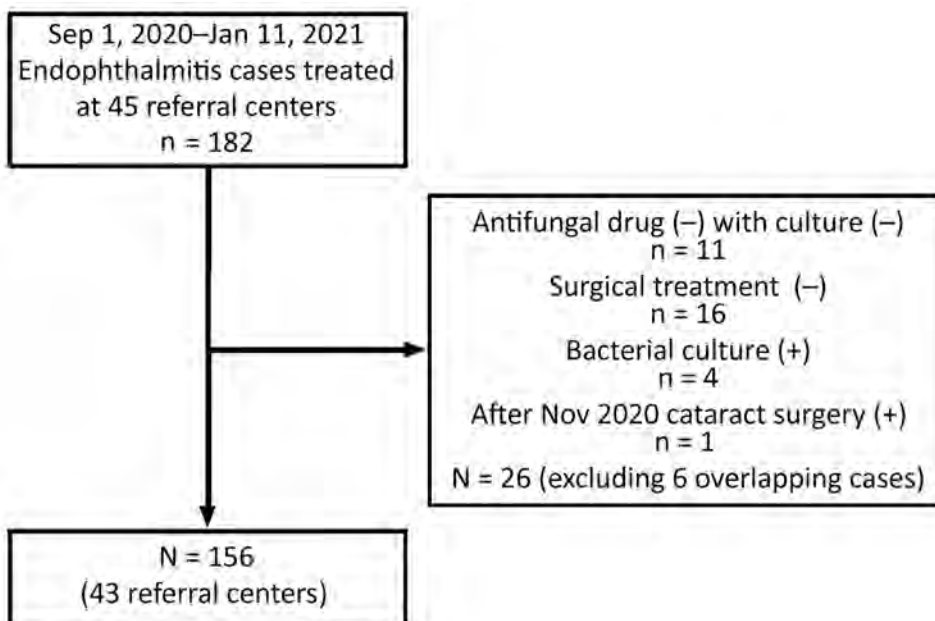 Sep 1, 2020–Jan 11, 2021
Endophthalmitis cases treated
at 45 referral centers
n = 182
Antifungal drug (–) with culture (–)
n = 11
Surgical treatment (–)
n = 16
Bacterial culture (+)
n = 4
After Nov 2020 cataract surgery (+)
n = 1
N = 26 (excluding 6 overlapping cases)
N = 156
(43 referral centers)